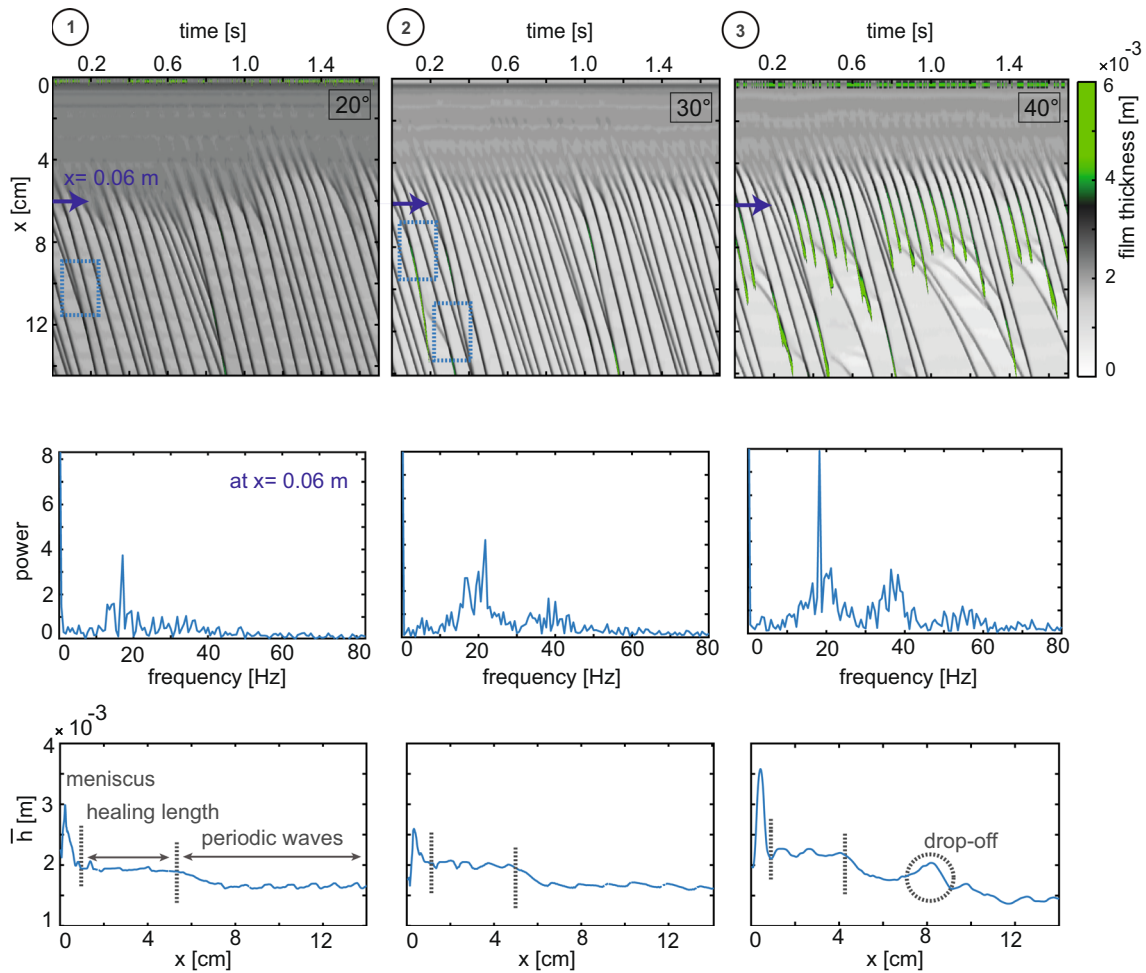 1 time [s] 2 time [s] 3 time [s]
0.2 0.6 1.0 1.4 0.2 0.6 1.0 1.4 0.2 0.6 1.0 1.4 ×10⁻³
0 20° 30° 40° 6
4
x= 0.06 m
8
12
x [cm]
4
2
0
film thickness [m]
8
6
4
2
0
power
at x= 0.06 m
0 20 40 60 80 0 20 40 60 80 0 20 40 60 80
frequency [Hz] frequency [Hz] frequency [Hz]
× 10⁻³
4
3
2
1
h̅ [m]
meniscus
healing length
periodic waves
drop-off
0 4 8 12 0 4 8 12 0 4 8 12
x [cm] x [cm] x [cm]